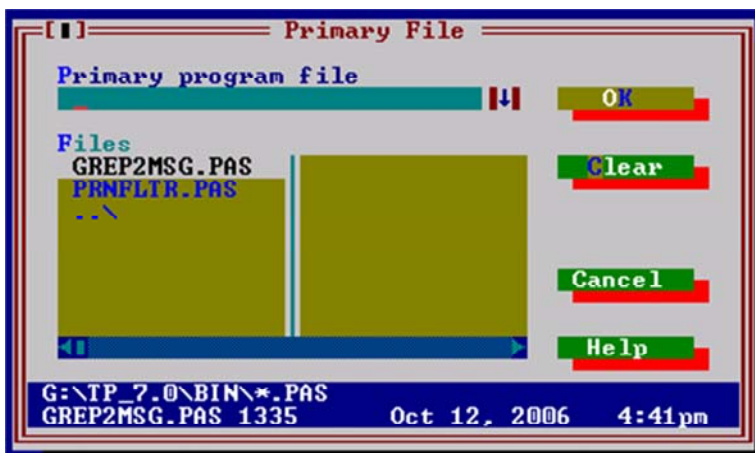 [▮] Primary File
Primary program file
↓ OK
Files
GREP2MSG.PAS
Clear
PRNFLTR.PAS
..\
Cancel
Help
G:\TP_7.0\BIN\*.PAS
GREP2MSG.PAS 1335 Oct 12, 2006 4:41pm